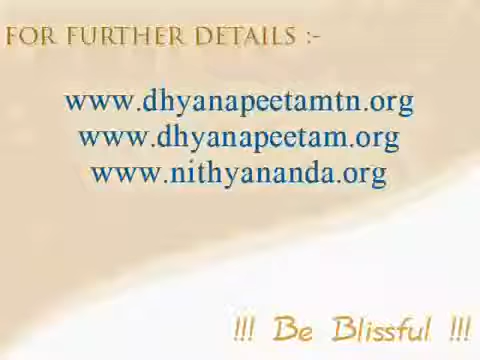 FOR FURTHER DETAILS :-
www.dhyanapeetamtn.org
www.dhyanapeetam.org
www.nithyananda.org
!!! Be Blissful !!!